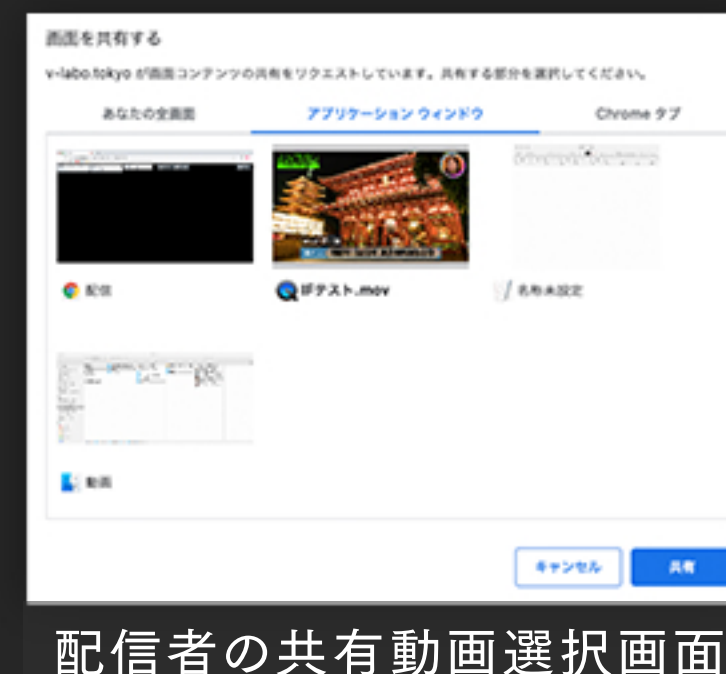 画面を共有する
v-labo.tokyo が画面コンテンツの共有をリクエストしています。共有する部分を選択してください。
あなたの全画面
アプリケーション ウィンドウ
Chrome タブ
配信
IFテスト.mov
名称未設定
動画
キャンセル
共有
配信者の共有動画選択画面